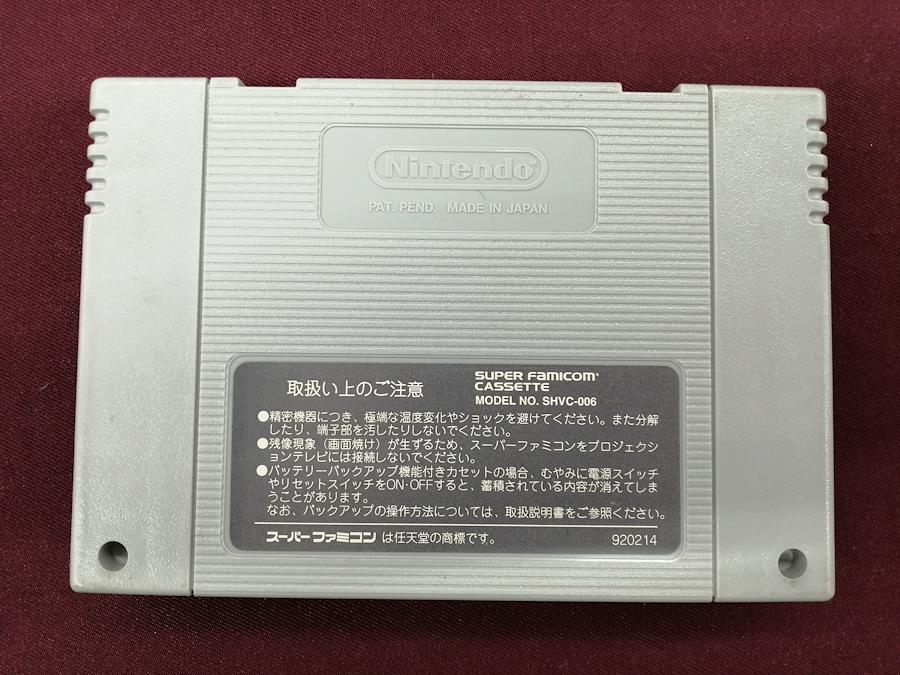 Nintendo®
PAT. PEND. MADE IN JAPAN
取扱い上のご注意
SUPER FAMICOM®
CASSETTE
MODEL NO. SHVC-006
●精密機器につき、極端な温度変化やショックを避けてください。また分解
したり、端子部を汚したりしないでください。
●残像現象（画面焼け）が生ずるため、スーパーファミコンをプロジェクシ
ョンテレビには接続しないでください。
●バッテリーバックアップ機能付きカセットの場合、むやみに電源スイッチ
やリセットスイッチをON・OFFすると、蓄積されている内容が消えてしま
うことがあります。
なお、バックアップの操作方法については、取扱説明書をご参照ください。
スーパーファミコン は任天堂の商標です。
920214